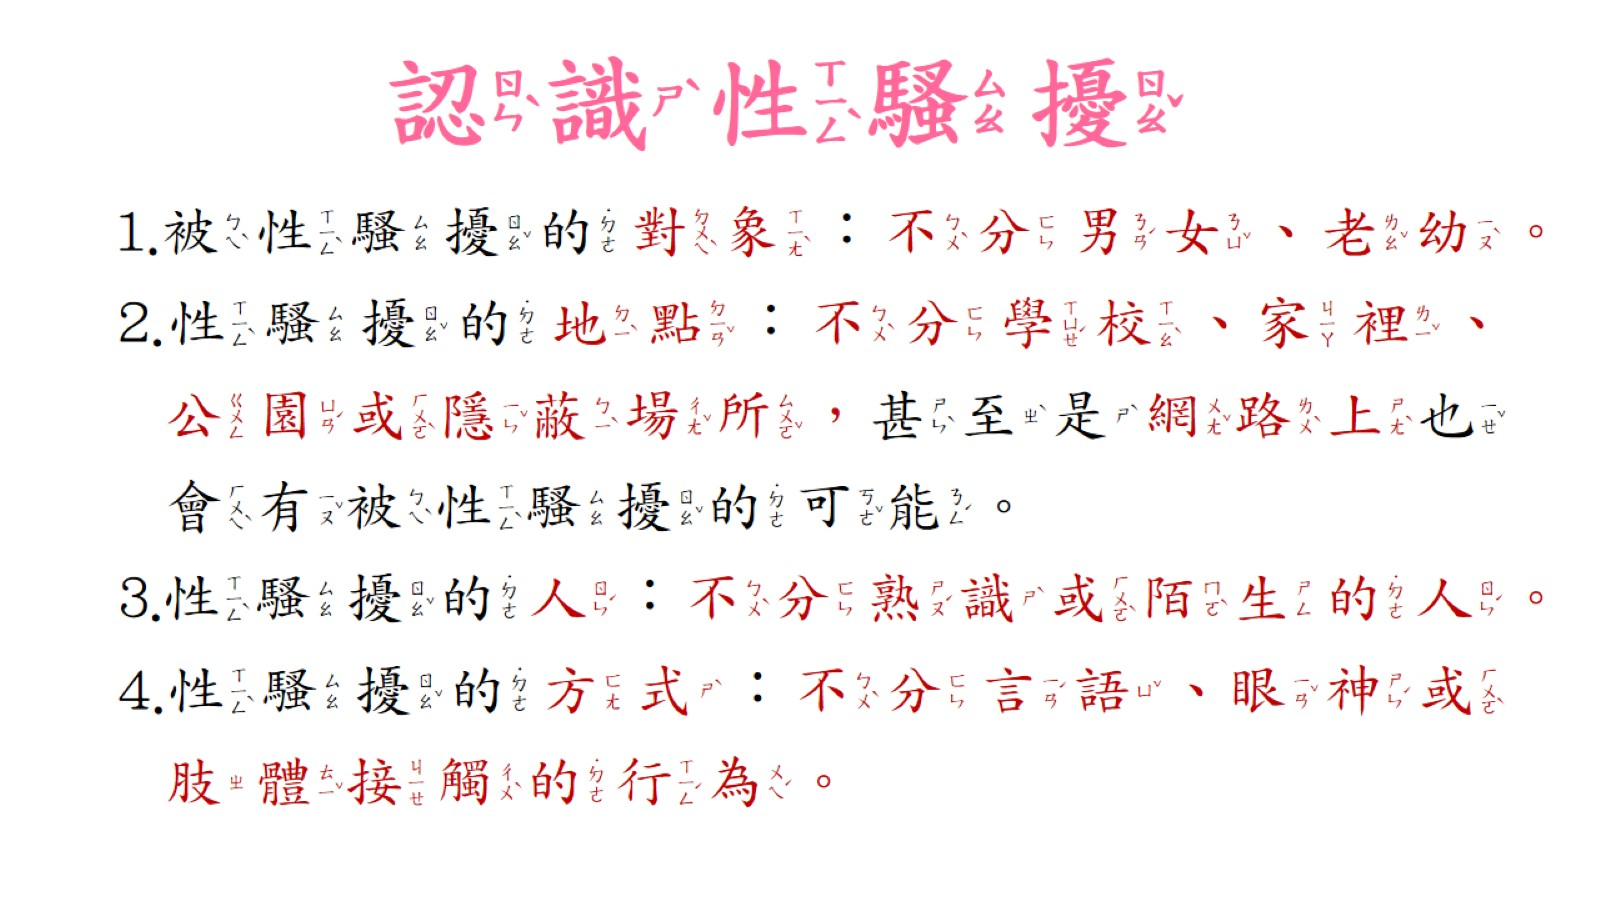 認識性騷擾
1.被性騷擾的對象：不分男女、老幼。
2.性騷擾的地點：不分學校、家裡、
公園或隱蔽場所，甚至是網路上也
會有被性騷擾的可能。
3.性騷擾的人：不分熟識或陌生的人。
4.性騷擾的方式：不分言語、眼神或
肢體接觸的行為。